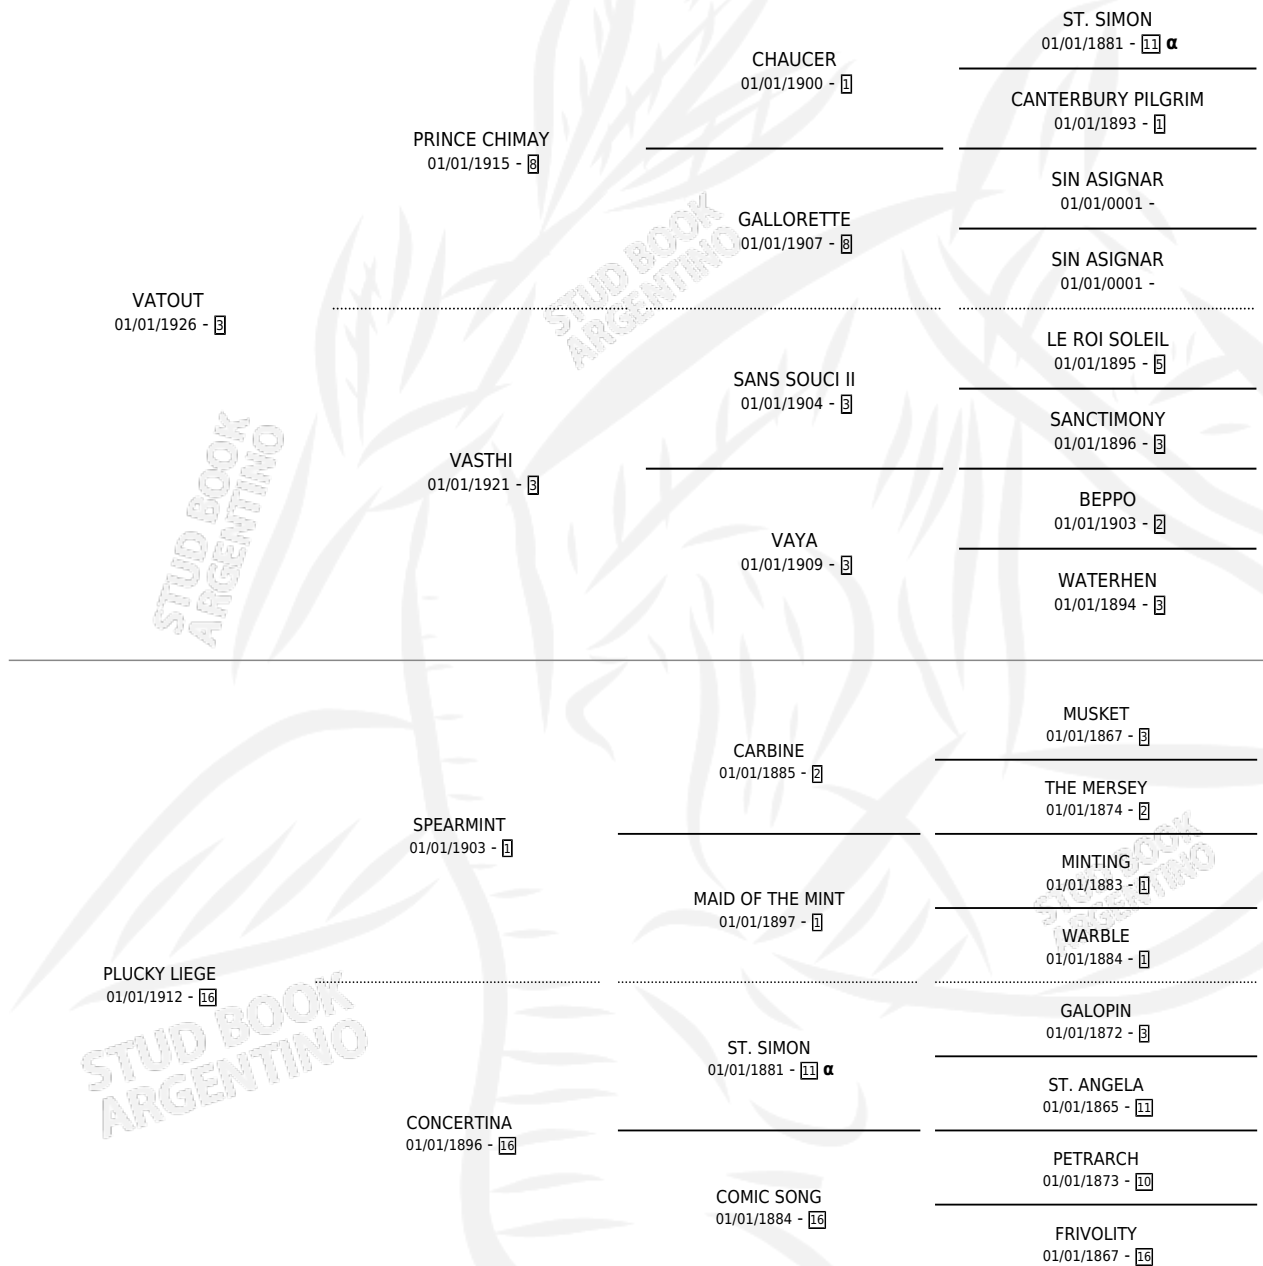 ST. SIMON
01/01/1881 - 11 α
CHAUCER
01/01/1900 - 1
CANTERBURY PILGRIM
01/01/1893 - 1
PRINCE CHIMAY
01/01/1915 - 8
SIN ASIGNAR
01/01/0001 -
GALLORETTE
01/01/1907 - 8
SIN ASIGNAR
01/01/0001 -
VATOUT
01/01/1926 - 3
LE ROI SOLEIL
01/01/1895 - 5
SANS SOUCI II
01/01/1904 - 3
SANCTIMONY
01/01/1896 - 3
VASTHI
01/01/1921 - 3
BEPPO
01/01/1903 - 2
VAYA
01/01/1909 - 3
WATERHEN
01/01/1894 - 3
MUSKET
01/01/1867 - 3
CARBINE
01/01/1885 - 2
THE MERSEY
01/01/1874 - 2
SPEARMINT
01/01/1903 - 1
MINTING
01/01/1883 - 1
MAID OF THE MINT
01/01/1897 - 1
WARBLE
01/01/1884 - 1
PLUCKY LIEGE
01/01/1912 - 16
GALOPIN
01/01/1872 - 3
ST. SIMON
01/01/1881 - 11 α
ST. ANGELA
01/01/1865 - 11
CONCERTINA
01/01/1896 - 16
PETRARCH
01/01/1873 - 10
COMIC SONG
01/01/1884 - 16
FRIVOLITY
01/01/1867 - 16
STUD BOOK
ARGENTINO
STUD BOOK
ARGENTINO
STUD BOOK
ARGENTINO
STUD BOOK
ARGENTINO